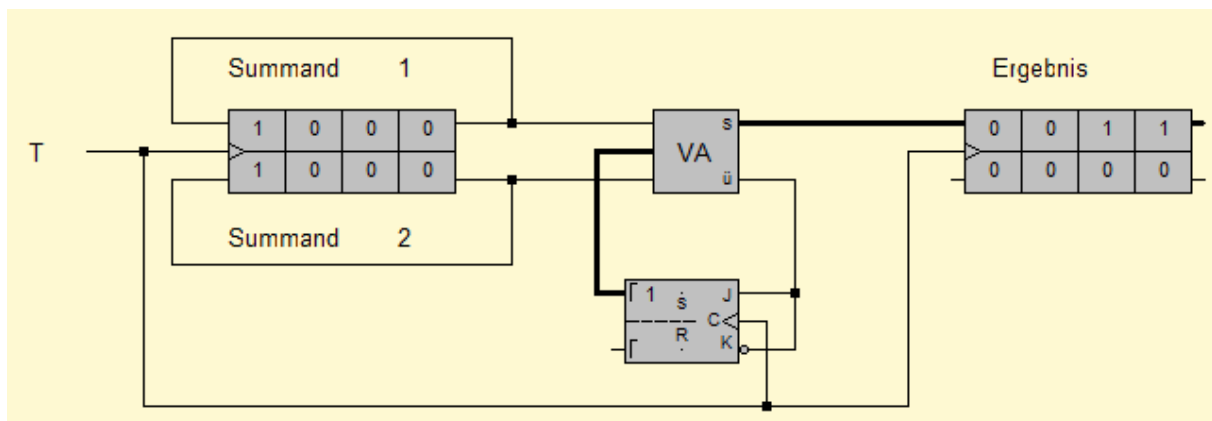 Summand 1
Ergebnis
T
1 0 0 0
1 0 0 0
VA
s
ü
0 0 1 1
0 0 0 0
Summand 2
1 S J
C
R K